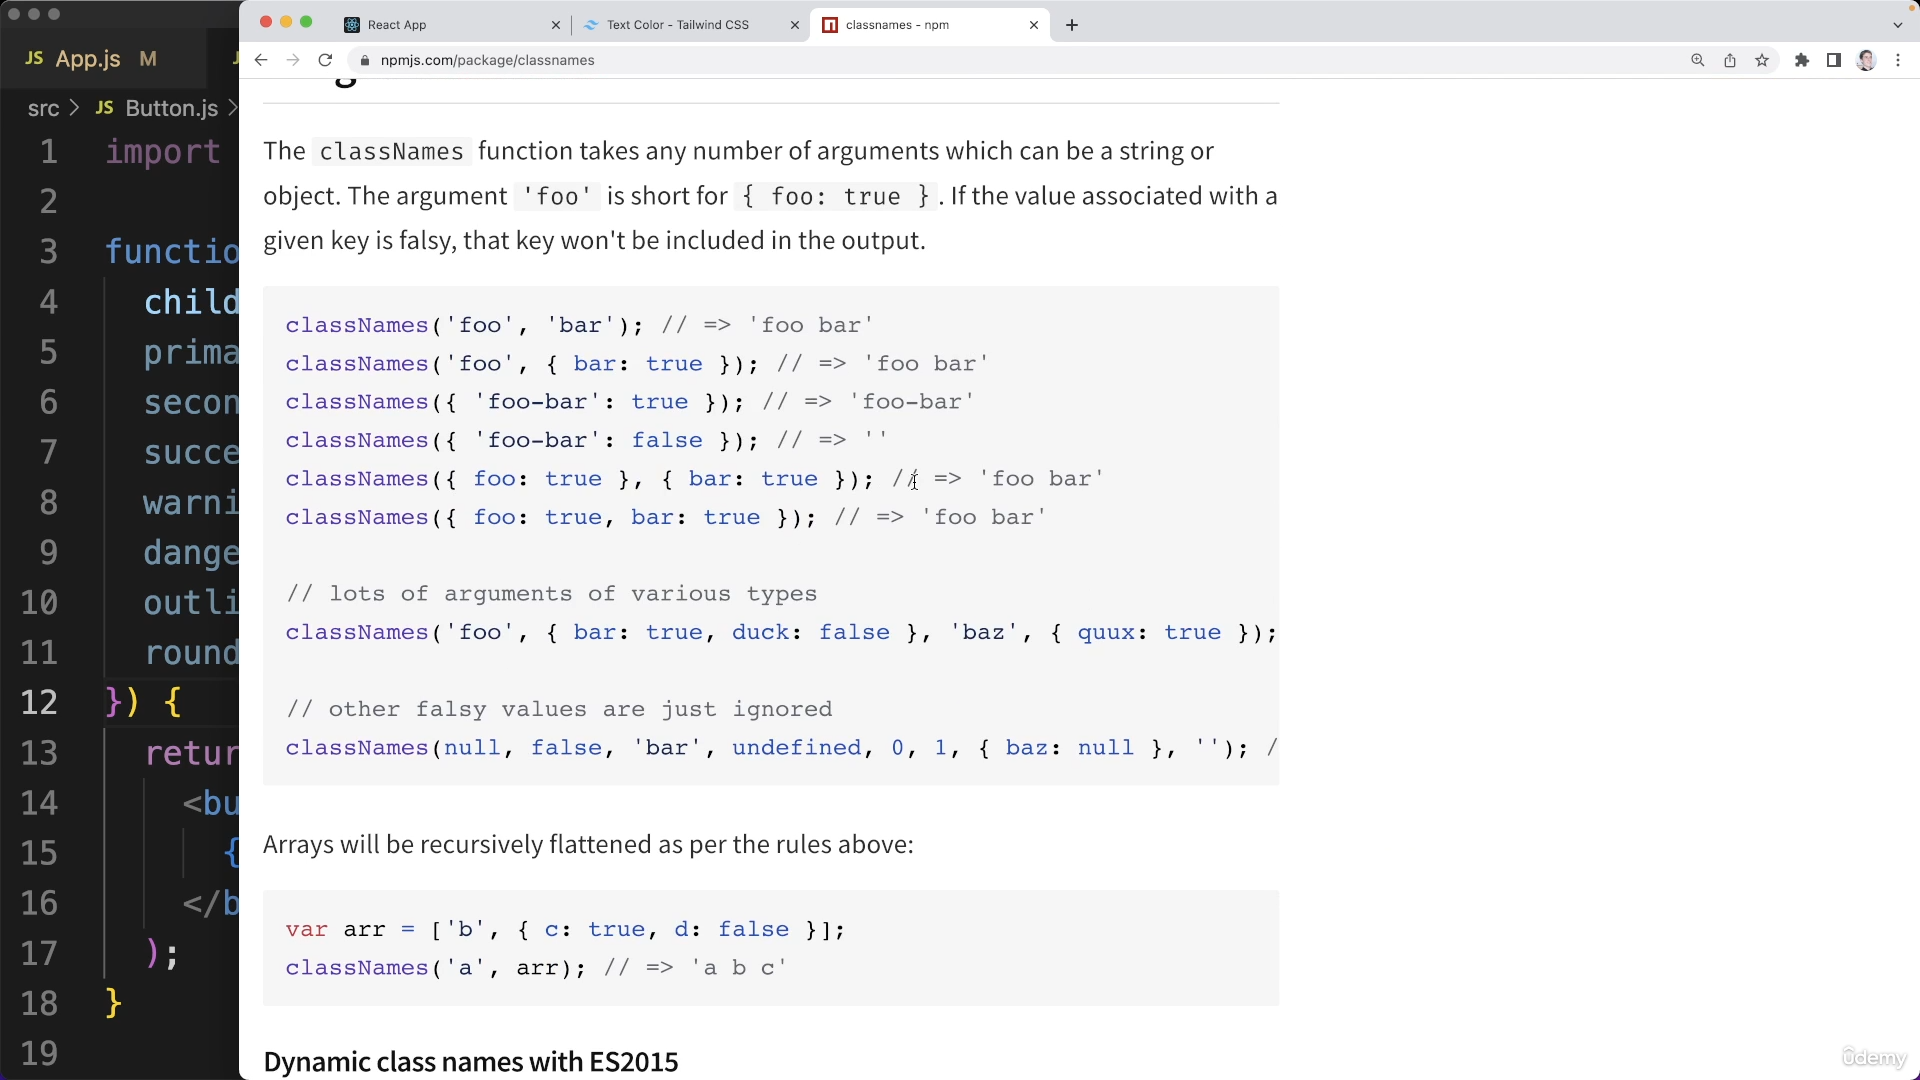 React App
Text Color - Tailwind CSS
classnames - npm
npmjs.com/package/classnames
JS App.js M
src > JS Button.js >
1 import
2
3 functio
4 child
5 prima
6 secon
7 succe
8 warni
9 dange
10 outli
11 round
12 }) {
13 retur
14 <bu
15 {
16 </b
17 );
18 }
19
The classNames function takes any number of arguments which can be a string or
object. The argument 'foo' is short for { foo: true }. If the value associated with a
given key is falsy, that key won't be included in the output.
classNames('foo', 'bar'); // => 'foo bar'
classNames('foo', { bar: true }); // => 'foo bar'
classNames({ 'foo-bar': true }); // => 'foo-bar'
classNames({ 'foo-bar': false }); // => ''
classNames({ foo: true }, { bar: true }); // => 'foo bar'
classNames({ foo: true, bar: true }); // => 'foo bar'
// lots of arguments of various types
classNames('foo', { bar: true, duck: false }, 'baz', { quux: true });
// other falsy values are just ignored
classNames(null, false, 'bar', undefined, 0, 1, { baz: null }, ''); /
Arrays will be recursively flattened as per the rules above:
var arr = ['b', { c: true, d: false }];
classNames('a', arr); // => 'a b c'
Dynamic class names with ES2015
ûdemy